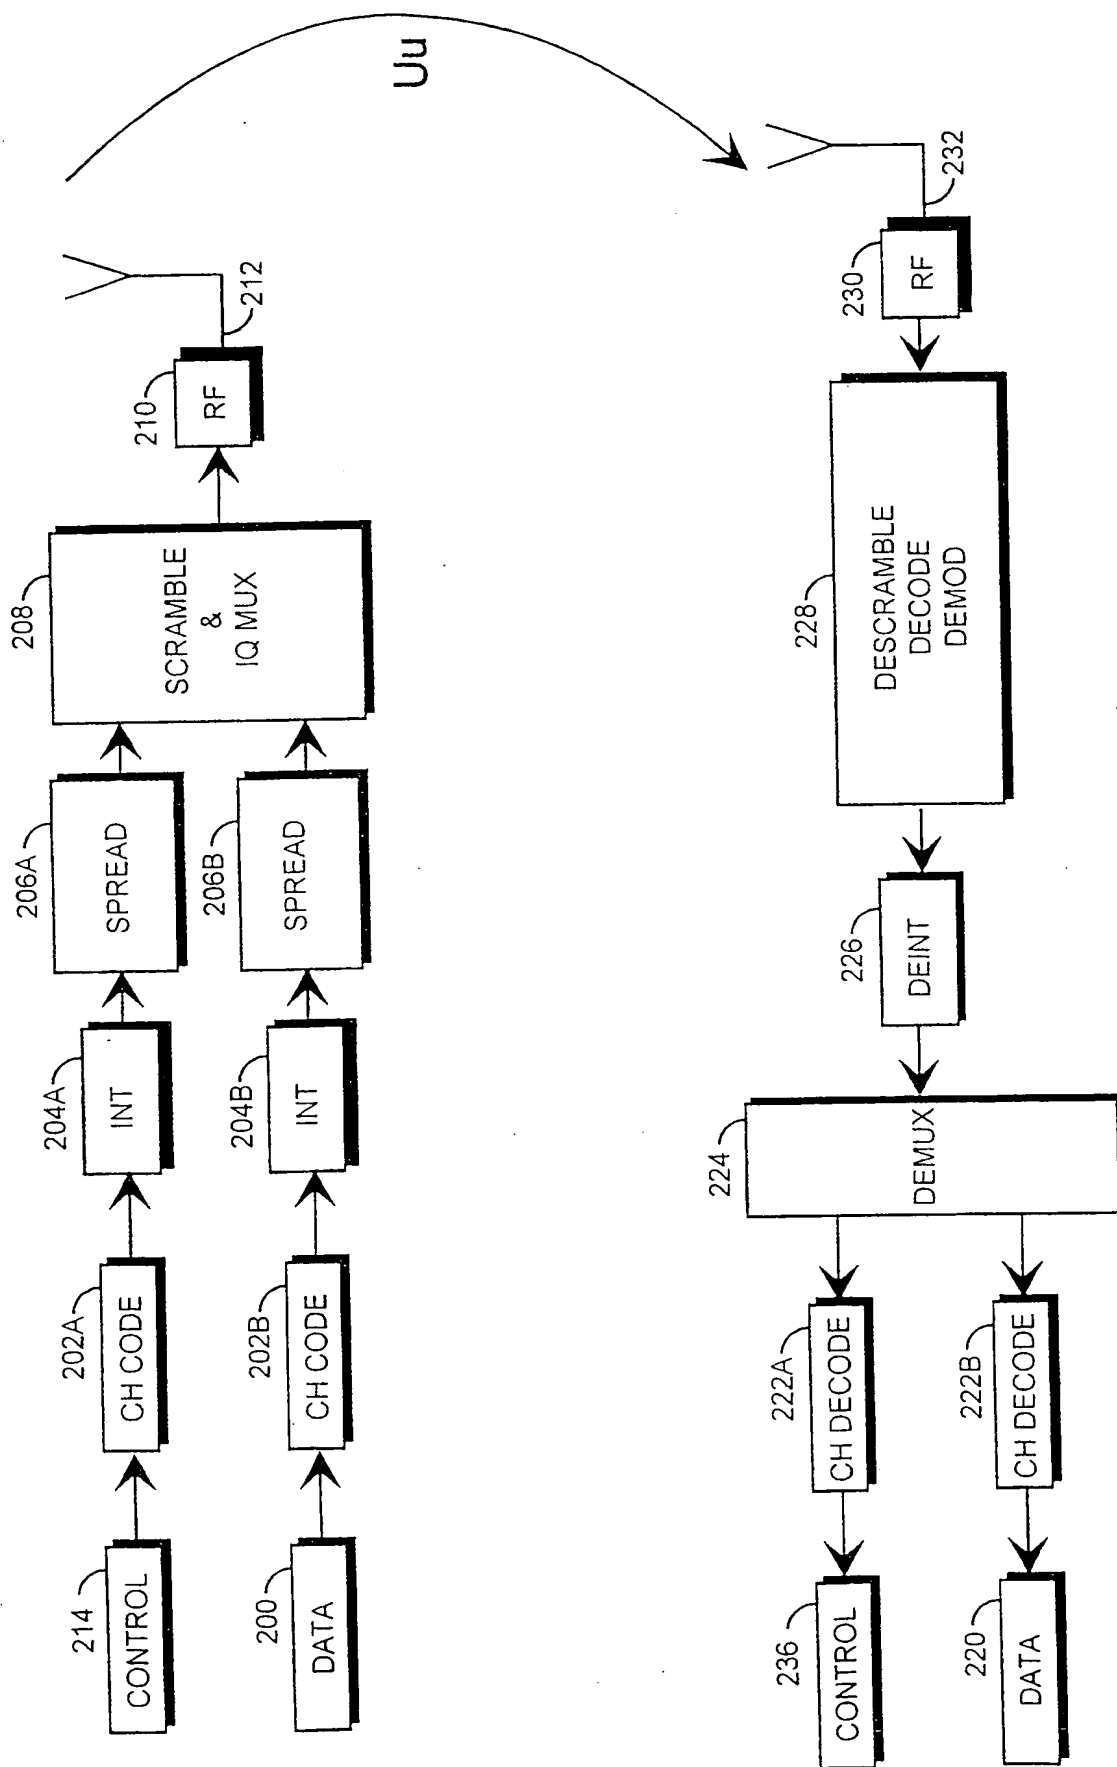 214
CONTROL
202A
CH CODE
204A
INT
206A
SPREAD
208
SCRAMBLE
&
IQ MUX
210
RF
212
200
DATA
202B
CH CODE
204B
INT
206B
SPREAD
Uu
236
CONTROL
222A
CH DECODE
224
DEMUX
226
DEINT
228
DESCRAMBLE
DECODE
DEMOD
230
RF
232
220
DATA
222B
CH DECODE